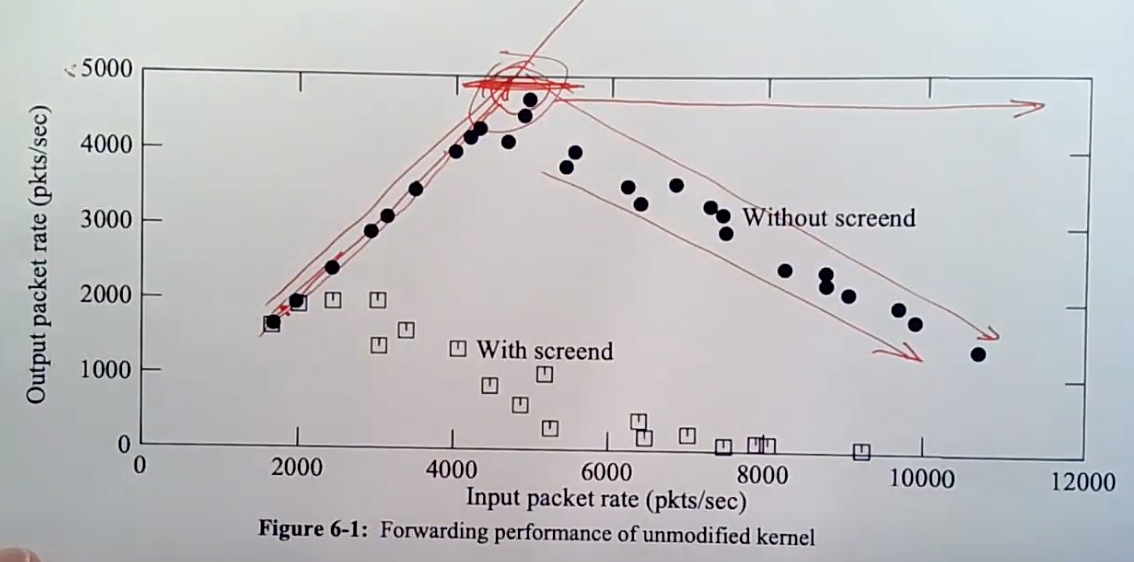 5000
4000
3000
2000
1000
0
Output packet rate (pkts/sec)
Without screend
With screend
0 2000 4000 6000 8000 10000 12000
Input packet rate (pkts/sec)
Figure 6-1: Forwarding performance of unmodified kernel